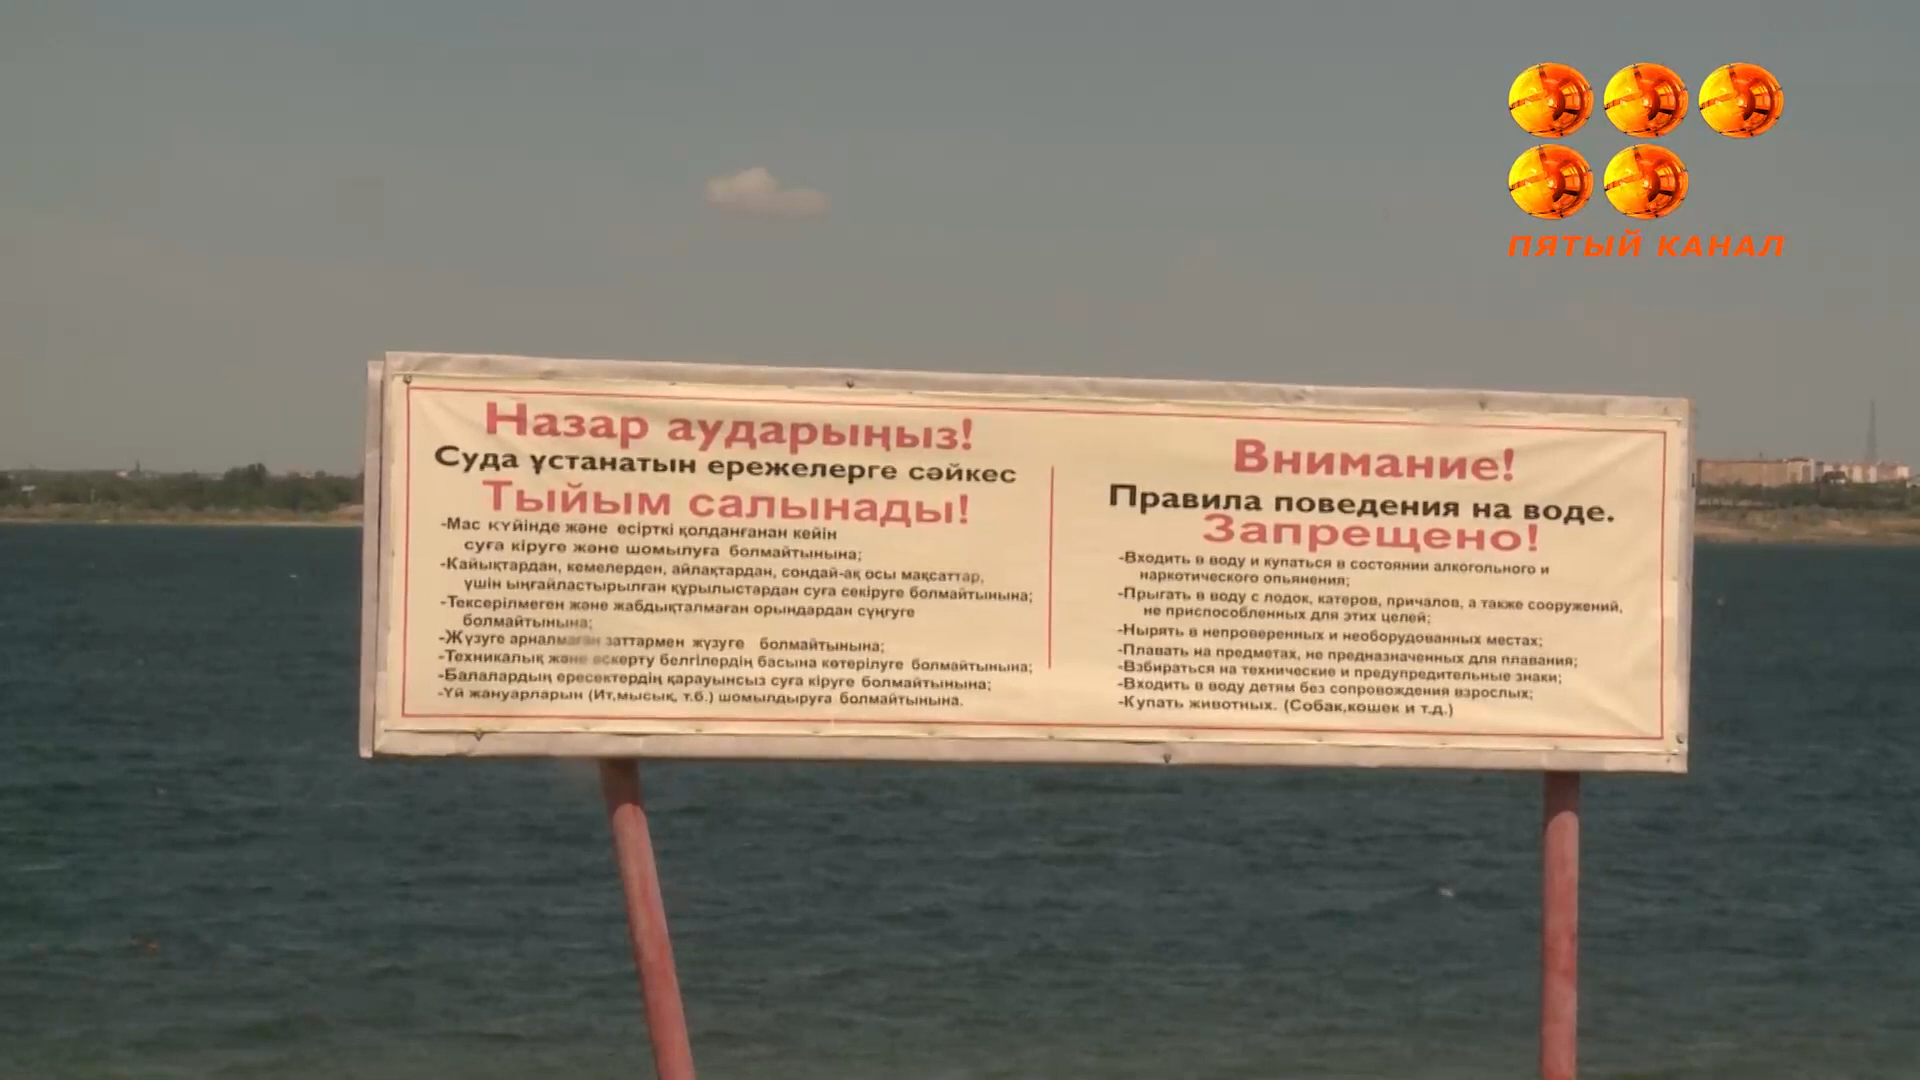 ПЯТЫЙ КАНАЛ
Назар аударыңыз!
Суда ұстанатын ережелерге сәйкес
Тыйым салынады!
-Мас күйінде және есірткі қолданғанан кейін
суға кіруге және шомылуға болмайтынына;
-Қайықтардан, кемелерден, айлақтардан, сондай-ақ осы мақсаттар,
үшін ыңғайластырылған құрылыстардан суға секіруге болмайтынына;
-Тексерілмеген және жабдықталмаған орындардан сүңгуге
болмайтынына;
-Жүзуге арналмаған заттармен жүзуге болмайтынына;
-Техникалық және ескерту белгілердің басына көтерілуге болмайтынына;
-Балалардың ересектердің қарауынсыз суға кіруге болмайтынына;
-Үй жануарларын (Ит,мысық, т.б.) шомылдыруға болмайтынына.
Внимание!
Правила поведения на воде.
Запрещено!
-Входить в воду и купаться в состоянии алкогольного и
наркотического опьянения;
-Прыгать в воду с лодок, катеров, причалов, а также сооружений,
не приспособленных для этих целей;
-Нырять в непроверенных и необорудованных местах;
-Плавать на предметах, не предназначенных для плавания;
-Взбираться на технические и предупредительные знаки;
-Входить в воду детям без сопровождения взрослых;
-Купать животных. (Собак,кошек и т.д.)